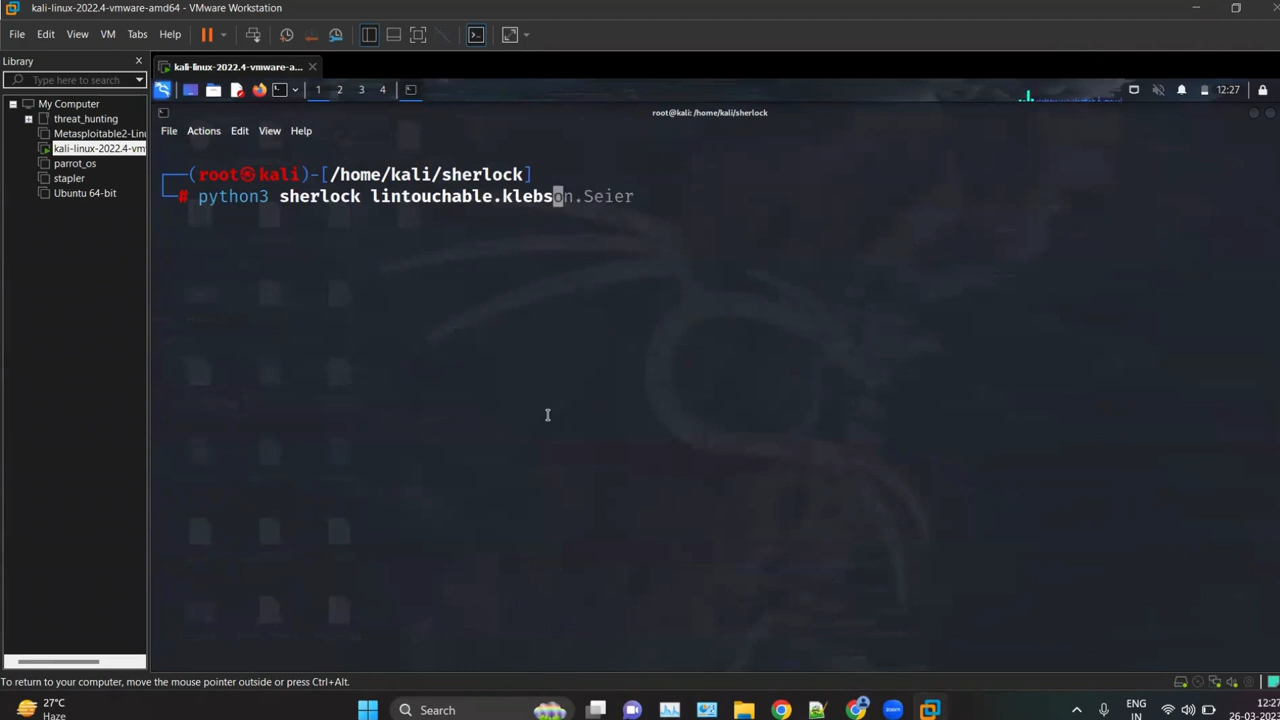 kali-linux-2022.4-vmware-amd64 - VMware Workstation
File Edit View VM Tabs Help
Library
Type here to search
My Computer
threat_hunting
Metasploitable2-Linu
kali-linux-2022.4-vm
parrot_os
stapler
Ubuntu 64-bit
kali-linux-2022.4-vmware-a...
1 2 3 4
12:27
root@kali: /home/kali/sherlock
File Actions Edit View Help
(root㉿kali)-[/home/kali/sherlock]
# python3 sherlock lintouchable.klebson.Seier
To return to your computer, move the mouse pointer outside or press Ctrl+Alt.
27°C
Haze
Search
zoom
ENG
IN
12:27
26-03-2023